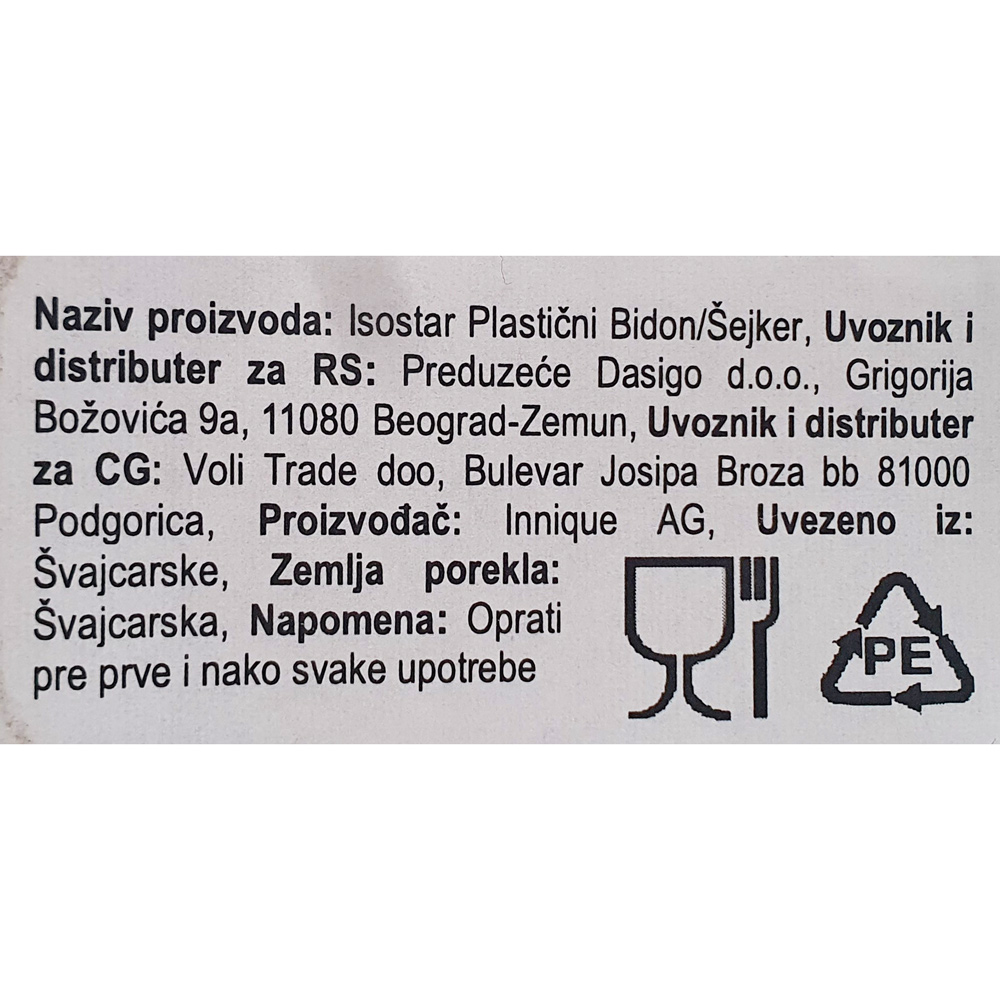 Naziv proizvoda: Isostar Plastični Bidon/Šejker, Uvoznik i
distributer za RS: Preduzeće Dasigo d.o.o., Grigorija
Božovića 9a, 11080 Beograd-Zemun, Uvoznik i distributer
za CG: Voli Trade doo, Bulevar Josipa Broza bb 81000
Podgorica, Proizvođač: Innique AG, Uvezeno iz:
Švajcarske, Zemlja porekla:
Švajcarska, Napomena: Oprati
pre prve i nako svake upotrebe
PE